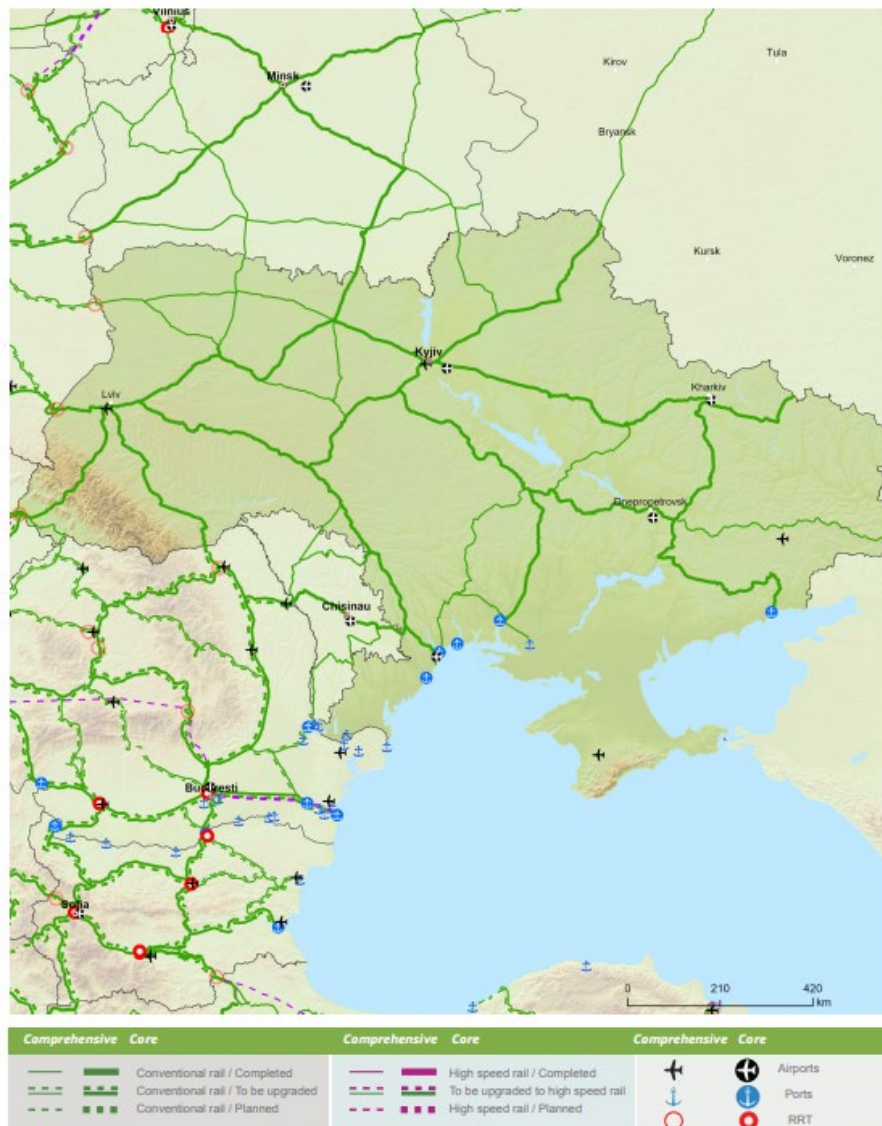 Vilnius
Tula
Kirov
Minsk
Bryansk
Kursk
Voronez
Kyjiv
Lviv
Kharkiv
Dnepropetrovsk
Chisinau
Bucuresti
Sofia
0 210 420
km
Comprehensive Core Comprehensive Core Comprehensive Core
Conventional rail / Completed High speed rail / Completed Airports
Conventional rail / To be upgraded To be upgraded to high speed rail Ports
Conventional rail / Planned High speed rail / Planned RRT